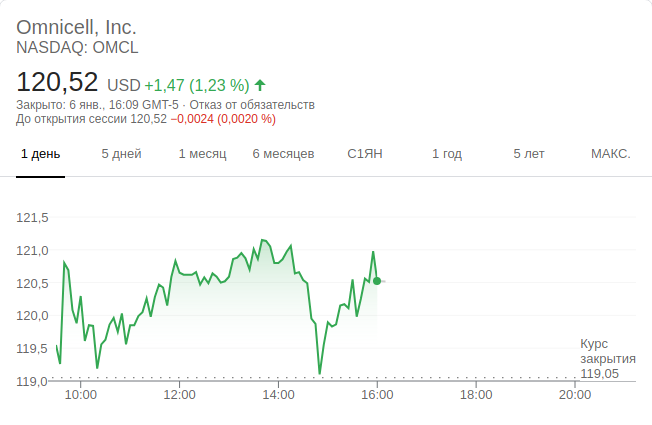 Omnicell, Inc.
NASDAQ: OMCL
120,52 USD +1,47 (1,23 %)
Закрыто: 6 янв., 16:09 GMT-5 · Отказ от обязательств
До открытия сессии 120,52 −0,0024 (0,0020 %)
1 день 5 дней 1 месяц 6 месяцев С1ЯН 1 год 5 лет МАКС.
121,5
121,0
120,5
120,0
119,5
119,0
Курс
закрытия
119,05
10:00 12:00 14:00 16:00 18:00 20:00